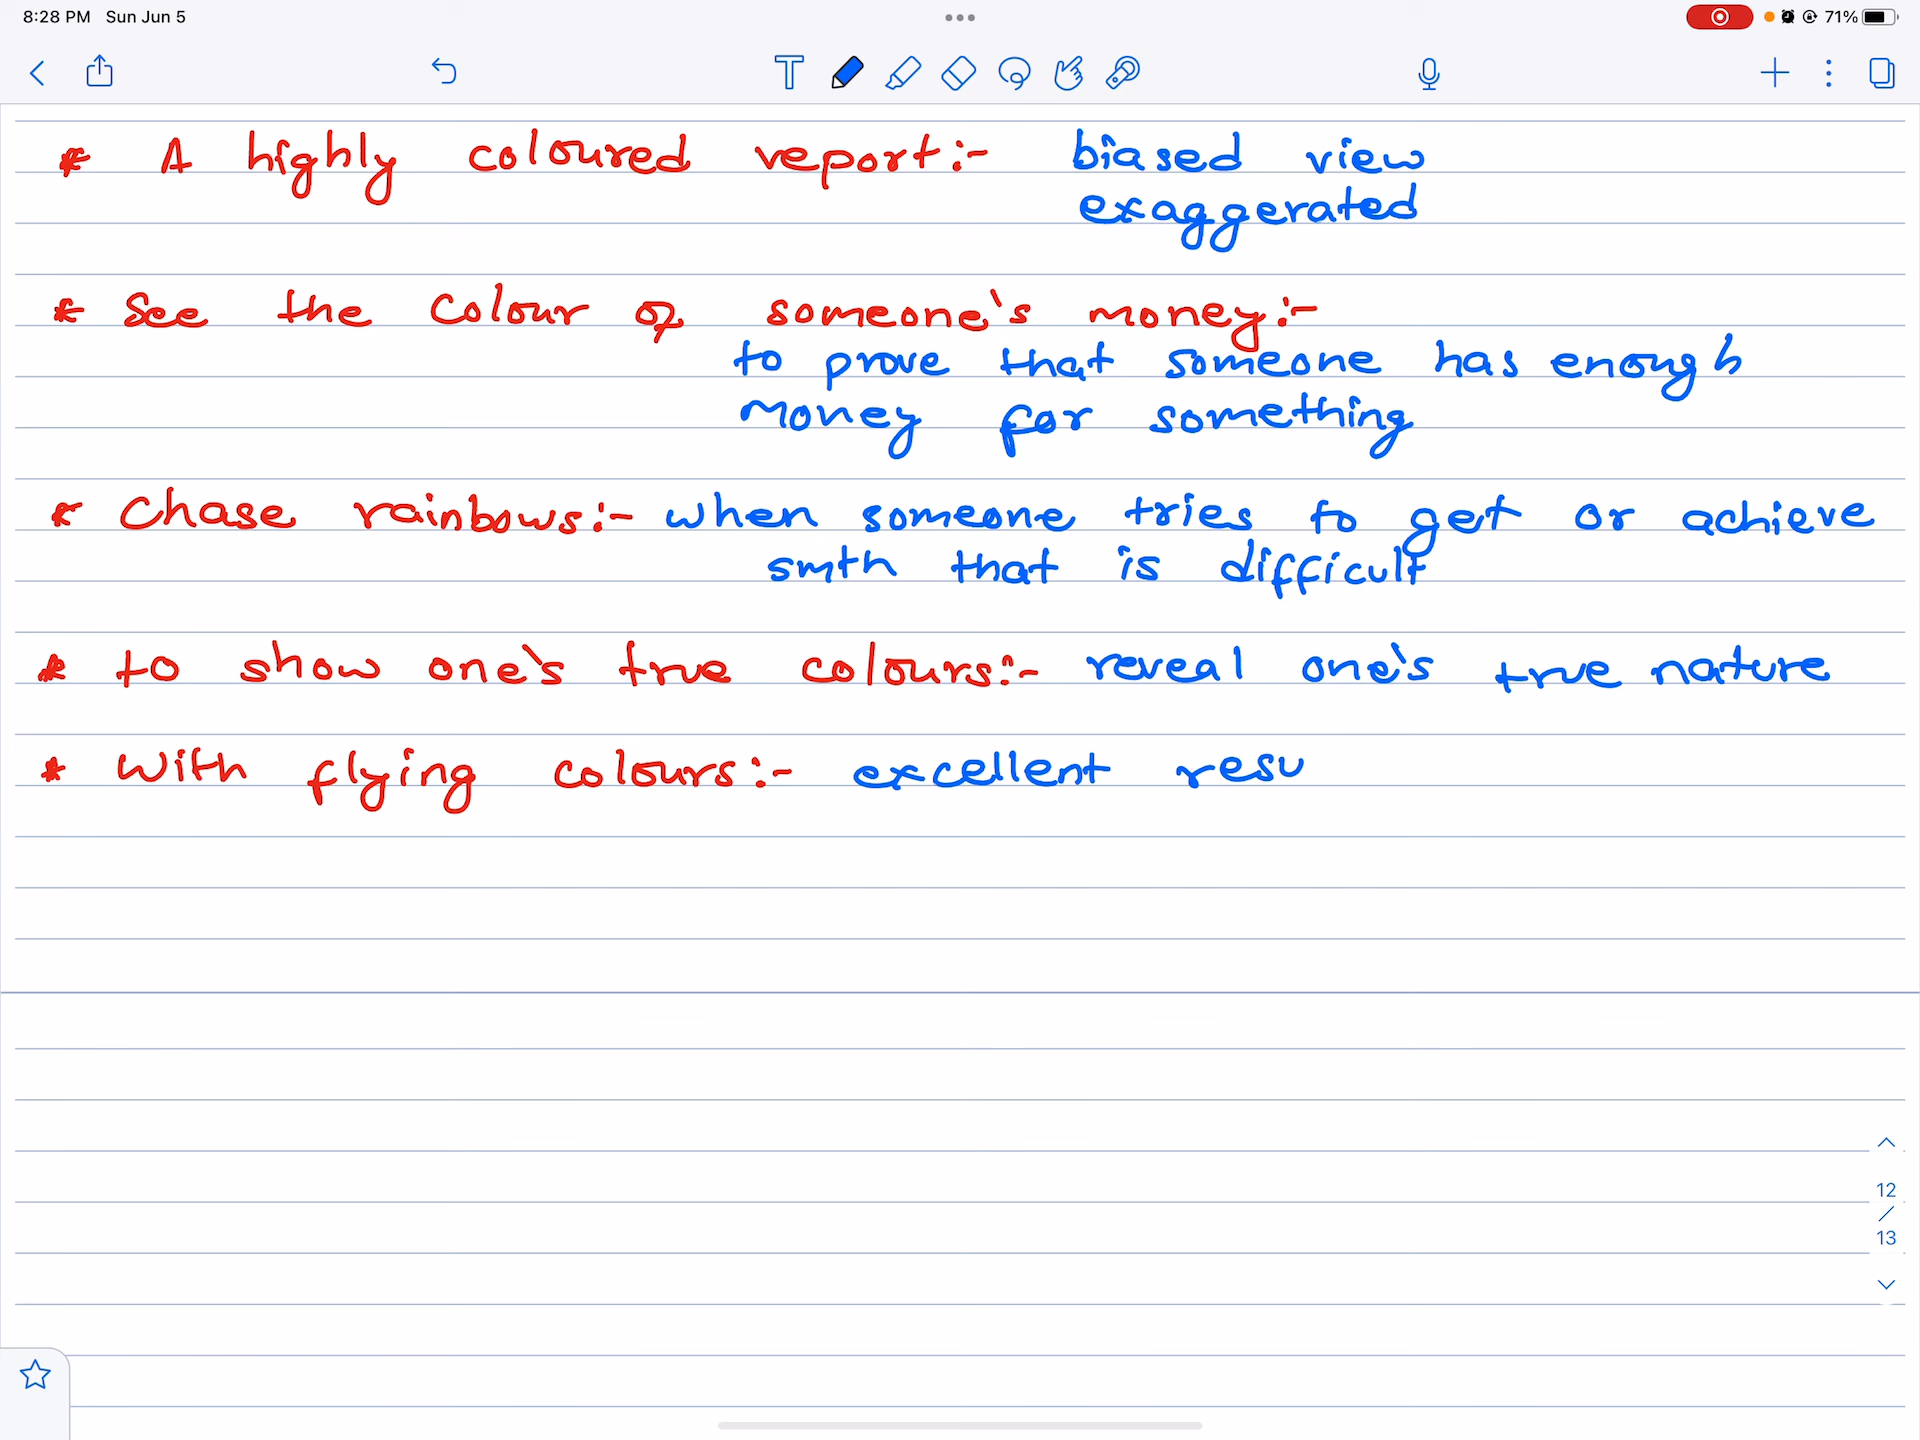 8:28 PM Sun Jun 5
71%
* A highly coloured report:- biased view
exaggerated
* See the colour of someone's money:-
to prove that someone has enough
money for something
* Chase rainbows:- when someone tries to get or achieve
smth that is difficult
* to show one's true colours:- reveal one's true nature
* With flying colours:- excellent resu
12
/
13